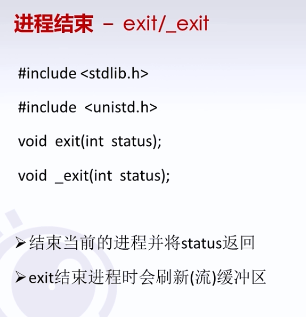 进程结束 – exit/_exit
#include <stdlib.h>
#include  <unistd.h>
void  exit(int  status);
void  _exit(int  status);
➢结束当前的进程并将status返回
➢exit结束进程时会刷新(流)缓冲区